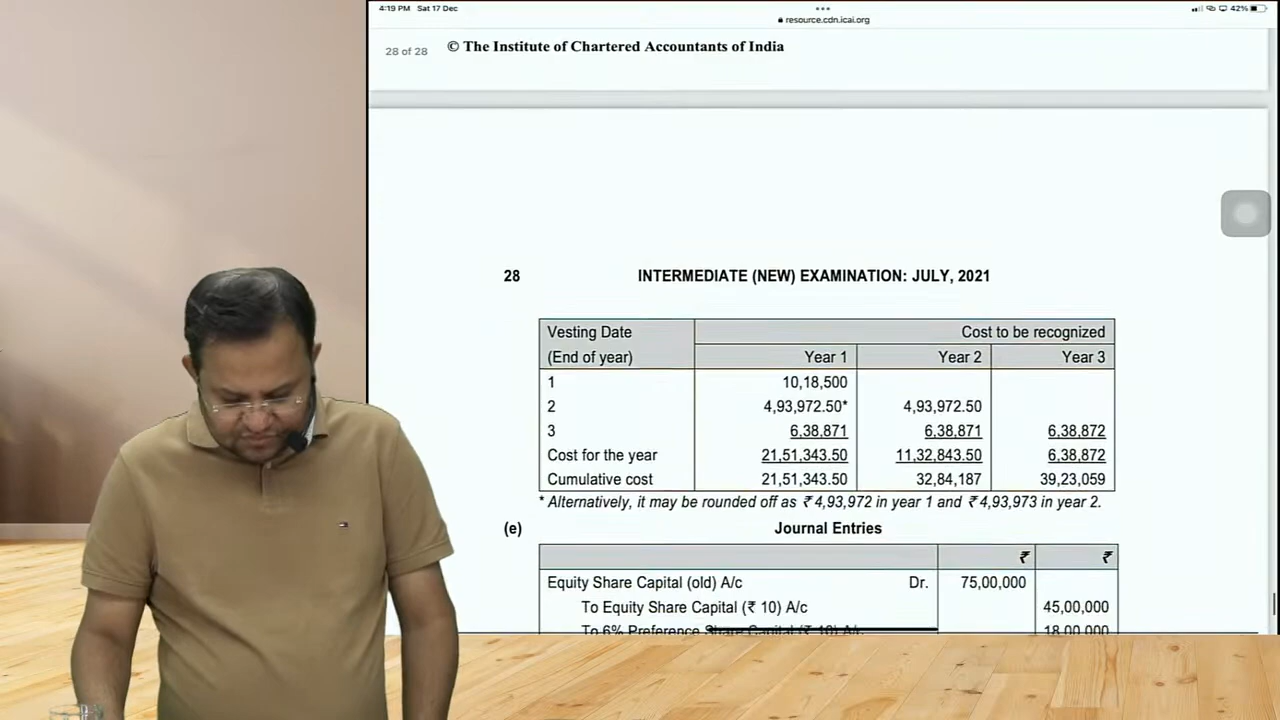 4:19 PM Sat 17 Dec
resource.cdn.icai.org
42%
28 of 28
© The Institute of Chartered Accountants of India
28 INTERMEDIATE (NEW) EXAMINATION: JULY, 2021
Vesting Date Cost to be recognized
(End of year) Year 1 Year 2 Year 3
1 10,18,500
2 4,93,972.50* 4,93,972.50
3 6,38,871 6,38,871 6,38,872
Cost for the year 21,51,343.50 11,32,843.50 6,38,872
Cumulative cost 21,51,343.50 32,84,187 39,23,059
* Alternatively, it may be rounded off as ₹ 4,93,972 in year 1 and ₹ 4,93,973 in year 2.
(e) Journal Entries
₹ ₹
Equity Share Capital (old) A/c Dr. 75,00,000
To Equity Share Capital (₹ 10) A/c 45,00,000
To 6% Preference Share Capital (₹ 10) A/c 18,00,000